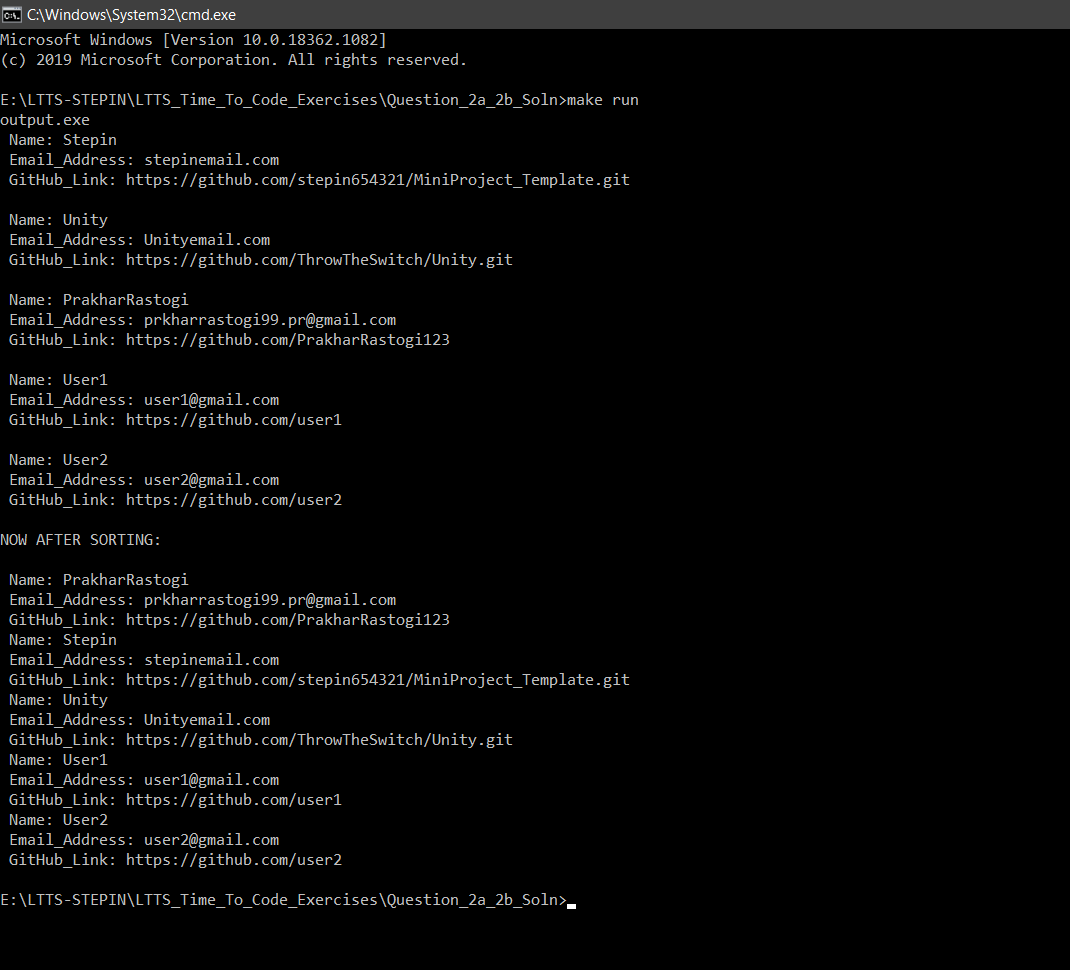 C:\Windows\System32\cmd.exe
Microsoft Windows [Version 10.0.18362.1082]
(c) 2019 Microsoft Corporation. All rights reserved.
E:\LTTS-STEPIN\LTTS_Time_To_Code_Exercises\Question_2a_2b_Soln>make run
output.exe
Name: Stepin
Email_Address: stepinemail.com
GitHub_Link: https://github.com/stepin654321/MiniProject_Template.git
Name: Unity
Email_Address: Unityemail.com
GitHub_Link: https://github.com/ThrowTheSwitch/Unity.git
Name: PrakharRastogi
Email_Address: prkharrastogi99.pr@gmail.com
GitHub_Link: https://github.com/PrakharRastogi123
Name: User1
Email_Address: user1@gmail.com
GitHub_Link: https://github.com/user1
Name: User2
Email_Address: user2@gmail.com
GitHub_Link: https://github.com/user2
NOW AFTER SORTING:
Name: PrakharRastogi
Email_Address: prkharrastogi99.pr@gmail.com
GitHub_Link: https://github.com/PrakharRastogi123
Name: Stepin
Email_Address: stepinemail.com
GitHub_Link: https://github.com/stepin654321/MiniProject_Template.git
Name: Unity
Email_Address: Unityemail.com
GitHub_Link: https://github.com/ThrowTheSwitch/Unity.git
Name: User1
Email_Address: user1@gmail.com
GitHub_Link: https://github.com/user1
Name: User2
Email_Address: user2@gmail.com
GitHub_Link: https://github.com/user2
E:\LTTS-STEPIN\LTTS_Time_To_Code_Exercises\Question_2a_2b_Soln>